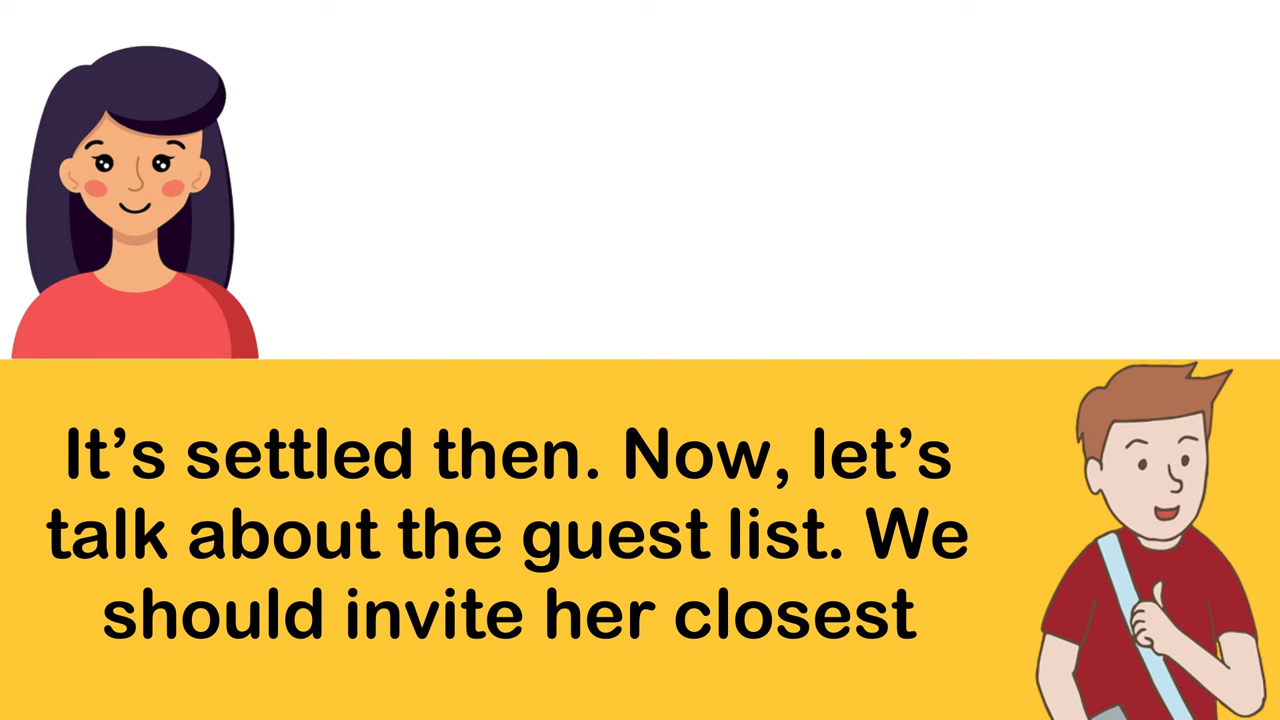 It’s settled then. Now, let’s
talk about the guest list. We
should invite her closest